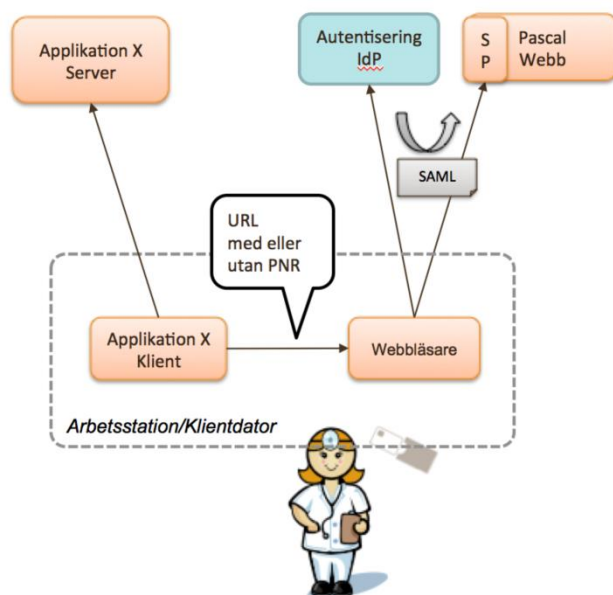 Applikation X
Server
Autentisering
IdP
S
P
Pascal
Webb
SAML
URL
med eller
utan PNR
Applikation X
Klient
Webbläsare
Arbetsstation/Klientdator